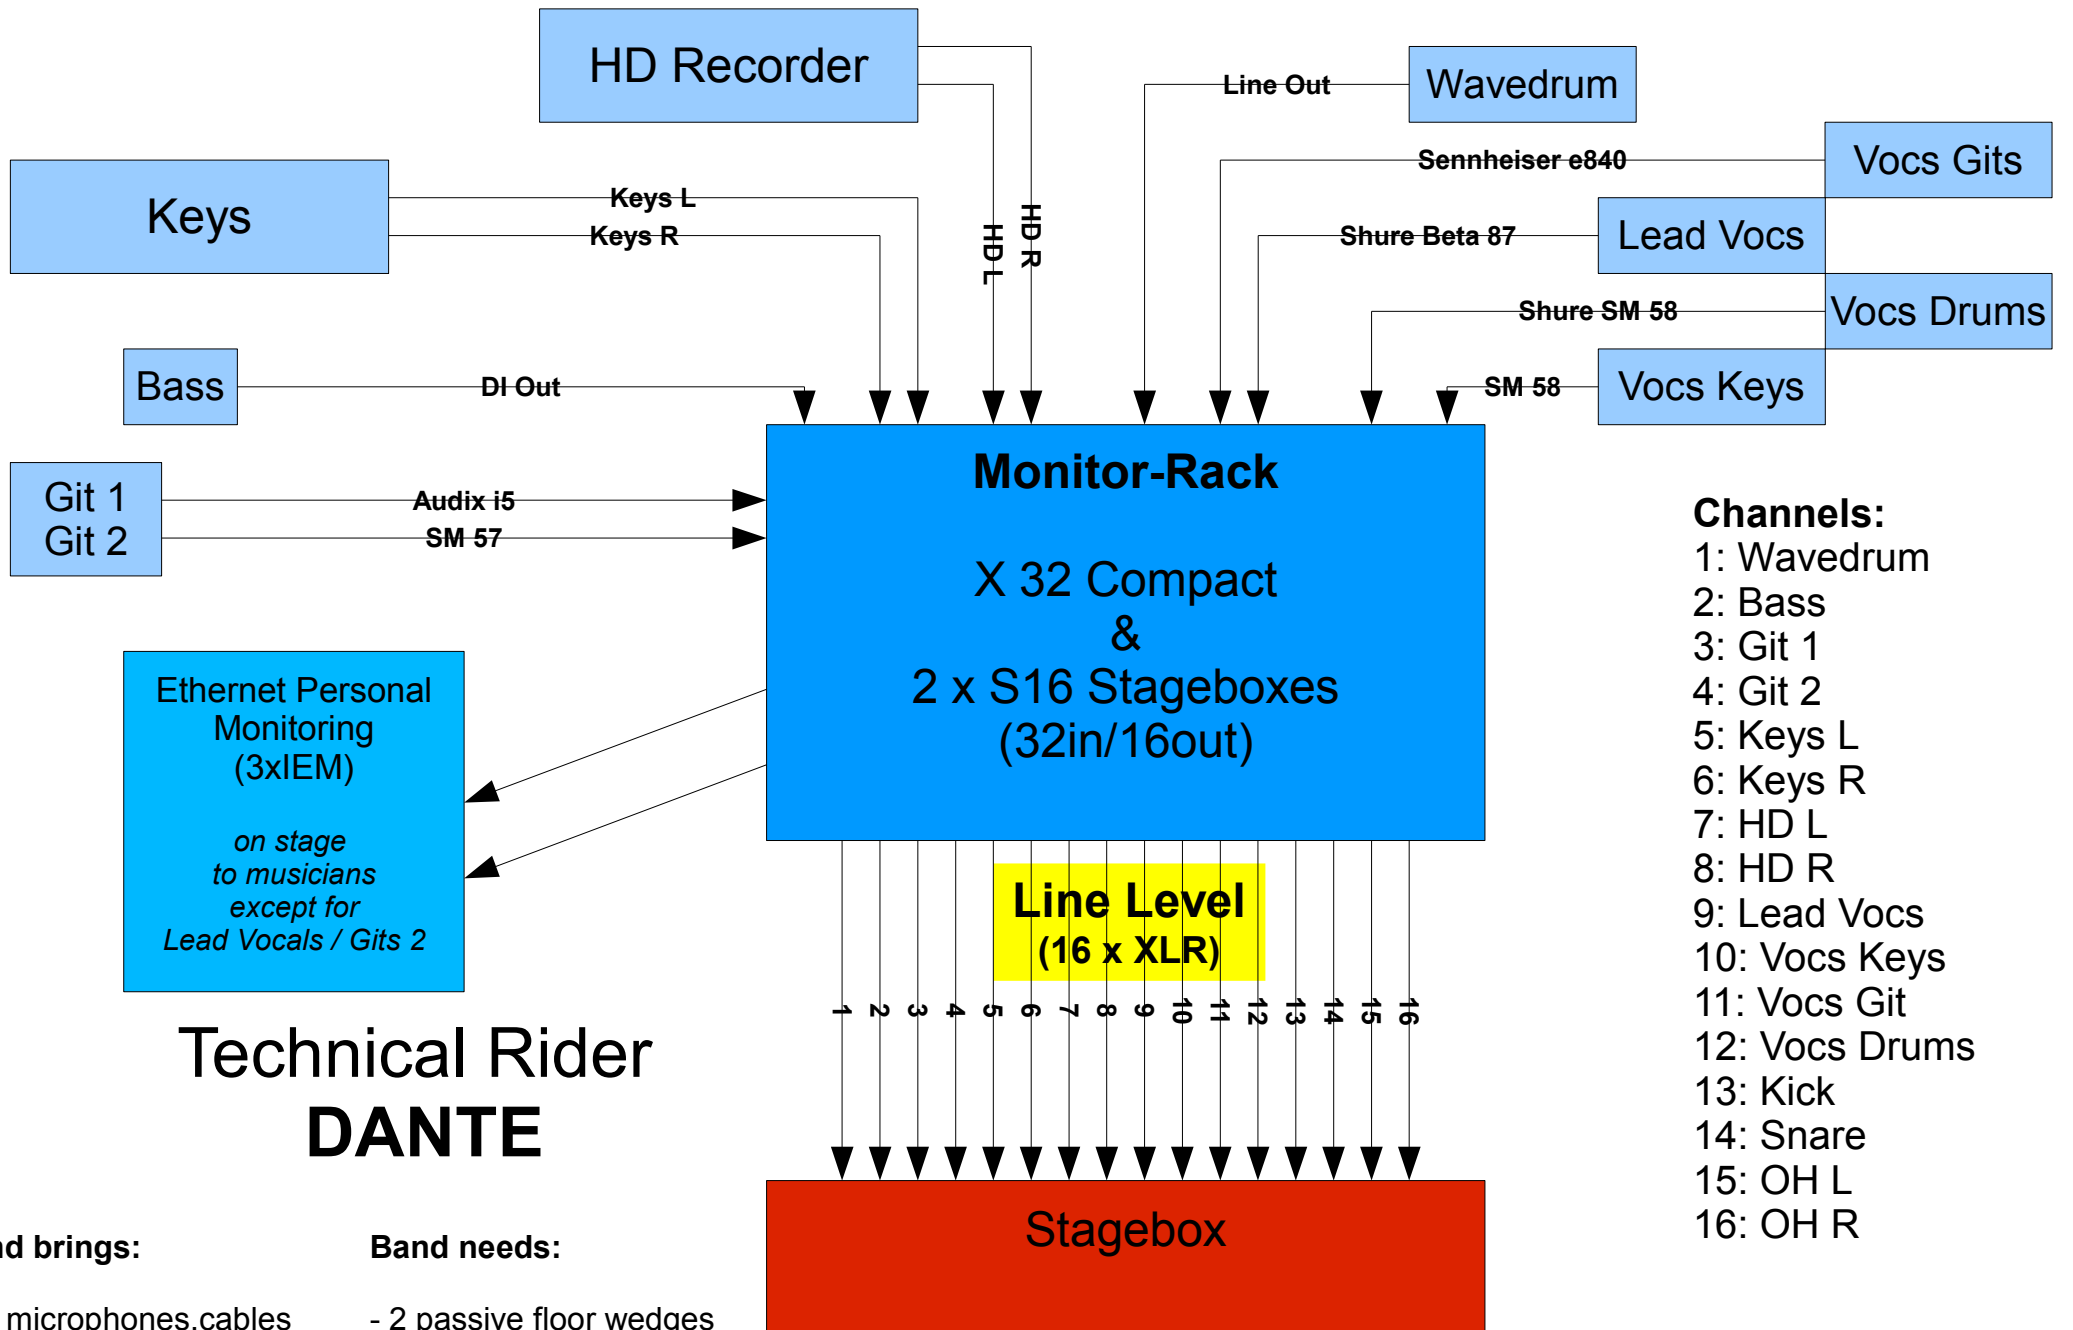 HD Recorder
Line Out
Wavedrum
Sennheiser e840
Vocs Gits
Keys
Keys L
Keys R
HD L
HD R
Shure Beta 87
Lead Vocs
Shure SM 58
Vocs Drums
Bass
DI Out
SM 58
Vocs Keys
Git 1
Git 2
Audix i5
SM 57
Monitor-Rack
X 32 Compact
&
2 x S16 Stageboxes
(32in/16out)
Ethernet Personal
Monitoring
(3xIEM)
on stage
to musicians
except for
Lead Vocals / Gits 2
Line Level
(16 x XLR)
1 2 3 4 5 6 7 8 9 10 11 12 13 14 15 16
Channels:
1: Wavedrum
2: Bass
3: Git 1
4: Git 2
5: Keys L
6: Keys R
7: HD L
8: HD R
9: Lead Vocs
10: Vocs Keys
11: Vocs Git
12: Vocs Drums
13: Kick
14: Snare
15: OH L
16: OH R
Technical Rider
DANTE
brings:
microphones,cables
Band needs:
- 2 passive floor wedges
Stagebox